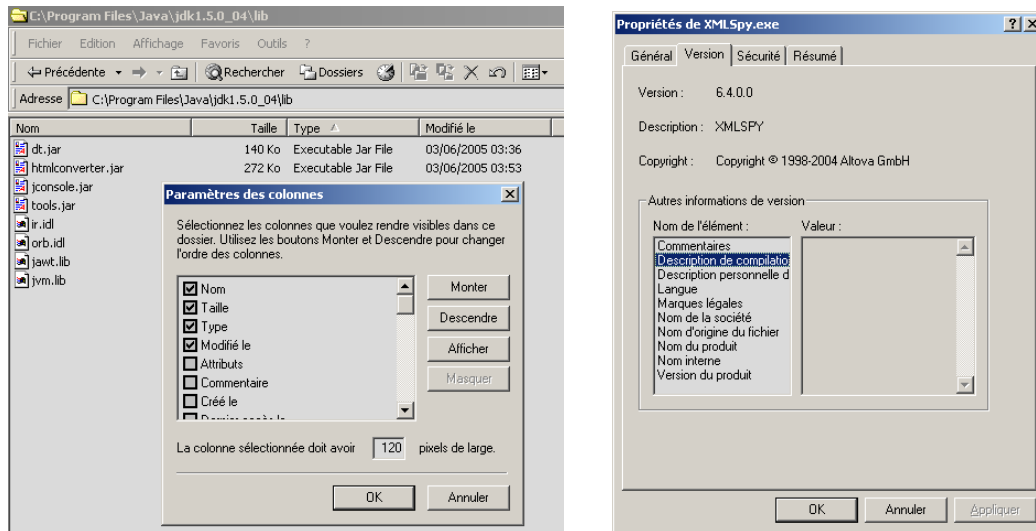 C:\Program Files\Java\jdk1.5.0_04\lib
Fichier Edition Affichage Favoris Outils ?
Précédente Rechercher Dossiers
Adresse C:\Program Files\Java\jdk1.5.0_04\lib
Nom Taille Type Modifié le
dt.jar 140 Ko Executable Jar File 03/06/2005 03:36
htmlconverter.jar 272 Ko Executable Jar File 03/06/2005 03:53
jconsole.jar
tools.jar
ir.idl
orb.idl
jawt.lib
jvm.lib
Paramètres des colonnes
Sélectionnez les colonnes que voulez rendre visibles dans ce
dossier. Utilisez les boutons Monter et Descendre pour changer
l'ordre des colonnes.
Nom
Taille
Type
Modifié le
Attributs
Commentaire
Créé le
Monter
Descendre
Afficher
Masquer
La colonne sélectionnée doit avoir 120 pixels de large.
OK Annuler
Propriétés de XMLSpy.exe
Général Version Sécurité Résumé
Version : 6.4.0.0
Description : XMLSPY
Copyright : Copyright © 1998-2004 Altova GmbH
Autres informations de version
Nom de l'élément : Valeur :
Commentaires
Description de compilatio
Description personnelle d
Langue
Marques légales
Nom de la société
Nom d'origine du fichier
Nom du produit
Nom interne
Version du produit
OK Annuler Appliquer